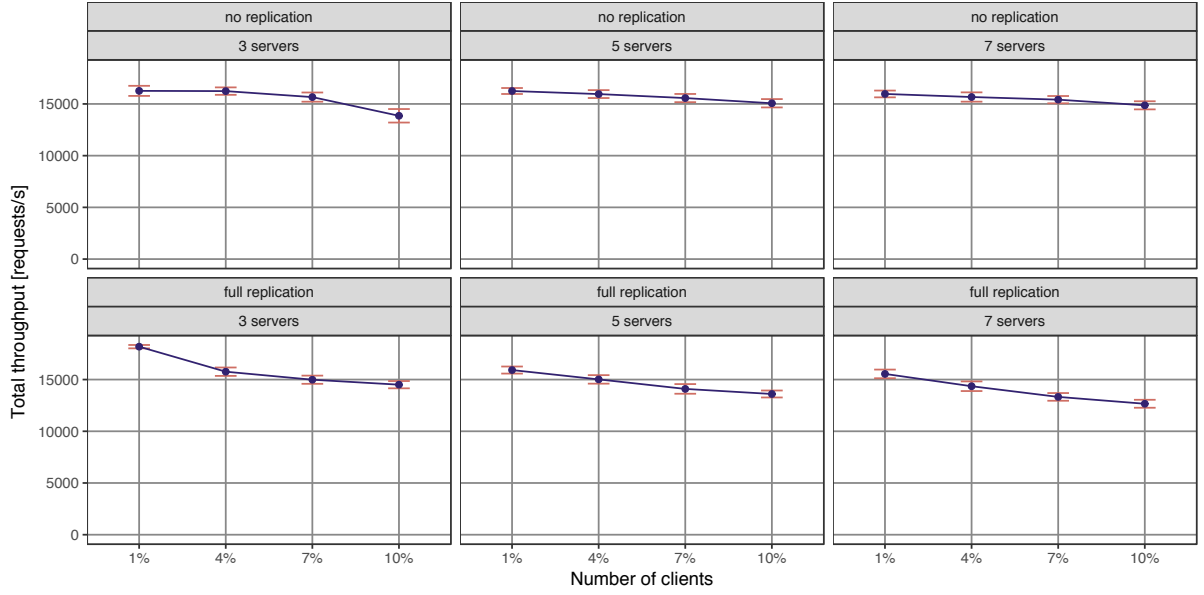 no replication
no replication
no replication
3 servers
5 servers
7 servers
15000
10000
5000
0
full replication
full replication
full replication
3 servers
5 servers
7 servers
15000
10000
5000
0
1%
4%
7%
10%
1%
4%
7%
10%
1%
4%
7%
10%
Number of clients
Total throughput [requests/s]